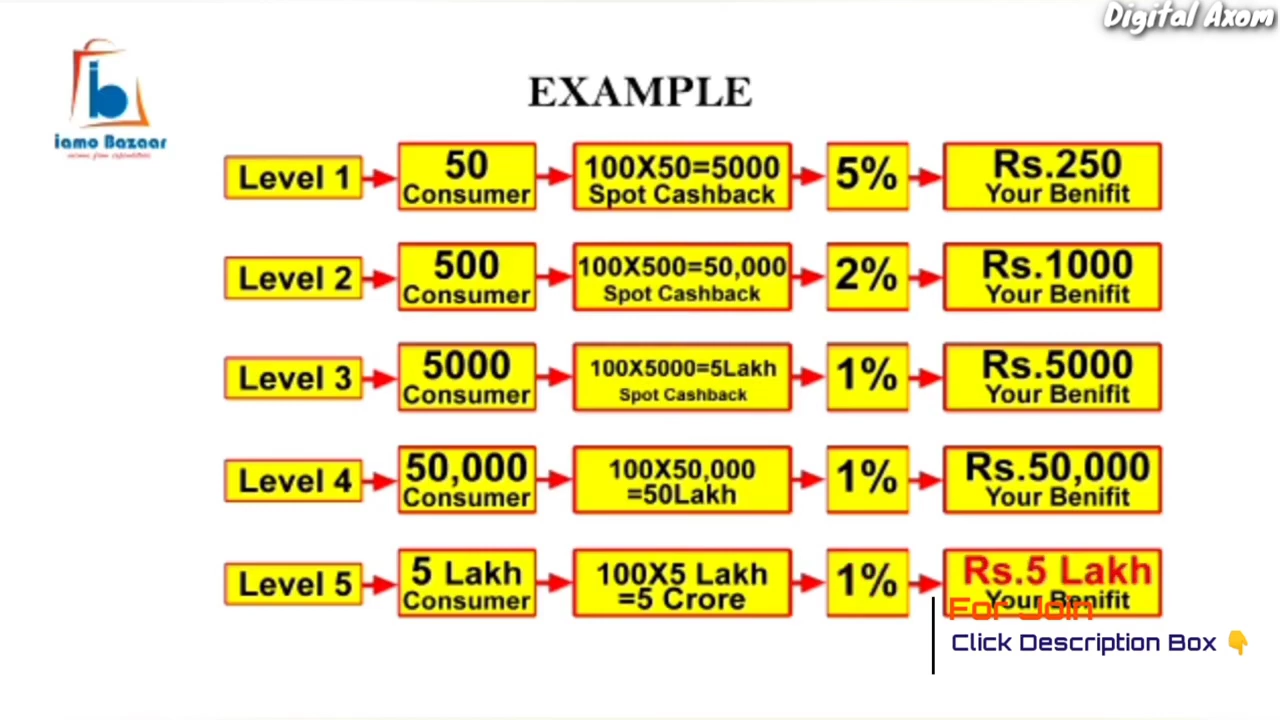 Digital Axom
iamo Bazaar
EXAMPLE
Level 1
50
Consumer
100X50=5000
Spot Cashback
5%
Rs.250
Your Benifit
Level 2
500
Consumer
100X500=50,000
Spot Cashback
2%
Rs.1000
Your Benifit
Level 3
5000
Consumer
100X5000=5Lakh
Spot Cashback
1%
Rs.5000
Your Benifit
Level 4
50,000
Consumer
100X50,000
=50Lakh
1%
Rs.50,000
Your Benifit
Level 5
5 Lakh
Consumer
100X5 Lakh
=5 Crore
1%
Rs.5 Lakh
Your Benifit
For Join
Click Description Box 👇